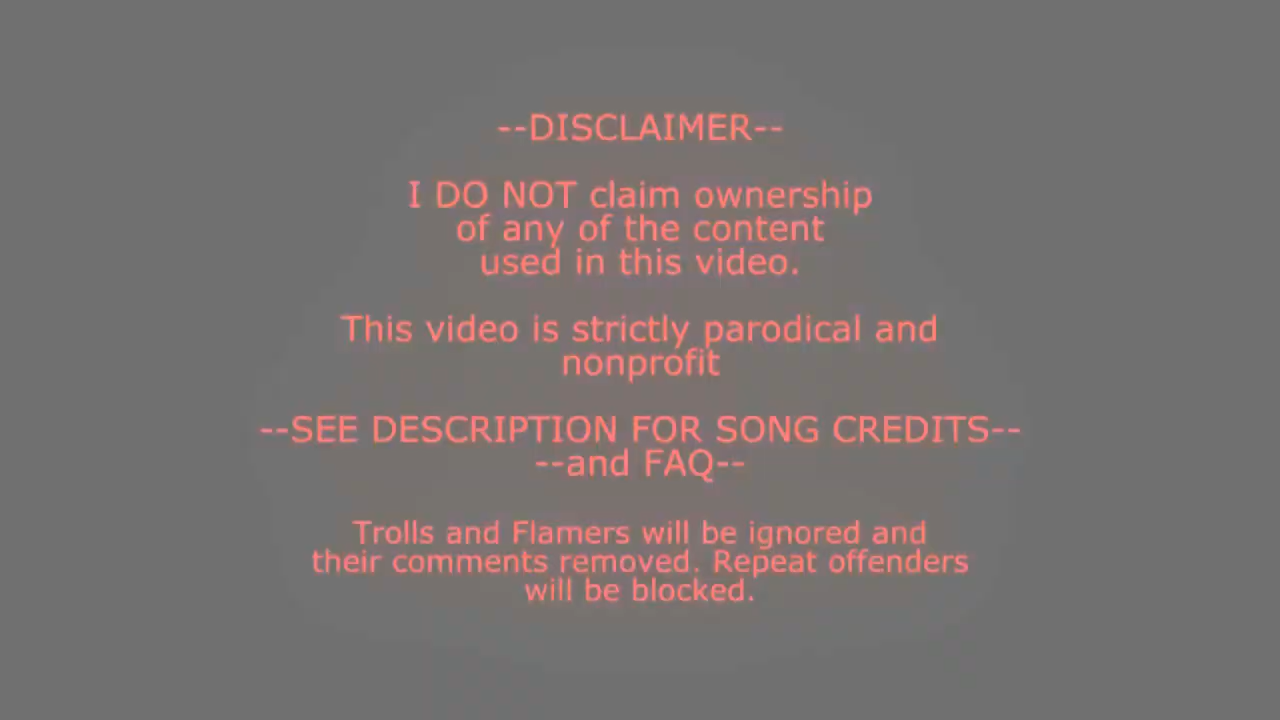 --DISCLAIMER--
I DO NOT claim ownership
of any of the content
used in this video.
This video is strictly parodical and
nonprofit
--SEE DESCRIPTION FOR SONG CREDITS--
--and FAQ--
Trolls and Flamers will be ignored and
their comments removed. Repeat offenders
will be blocked.